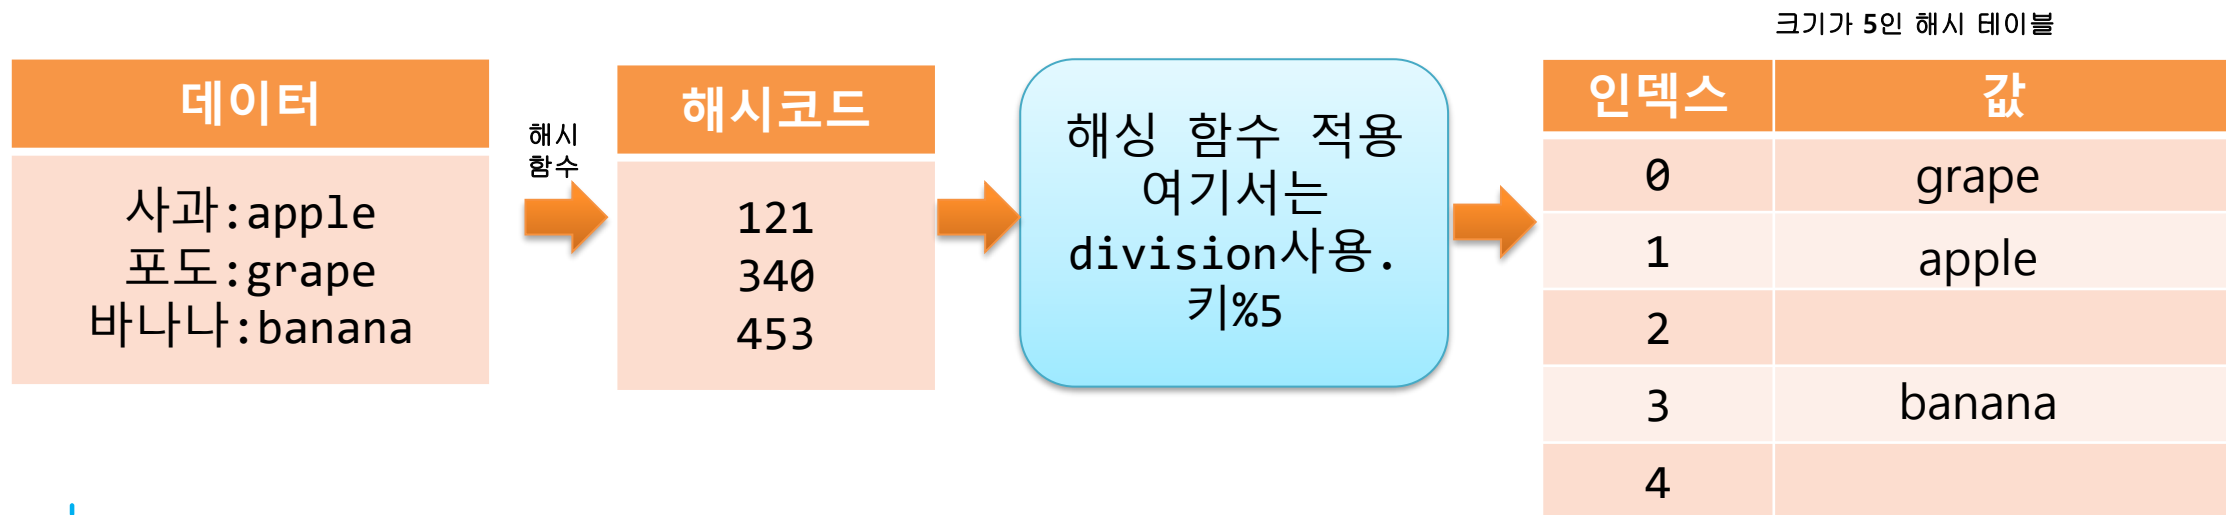 크기가 5인 해시 테이블
데이터
사과:apple
포도:grape
바나나:banana
해시
함수
해시코드
121
340
453
해싱 함수 적용
여기서는
division사용.
키%5
인덱스 값
0 grape
1 apple
2
3 banana
4